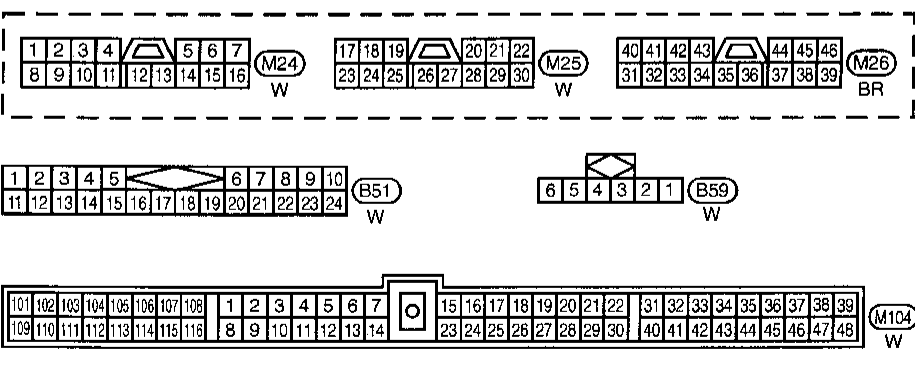 1 2 3 4 5 6 7
8 9 10 11 12 13 14 15 16 M24
W
17 18 19 20 21 22
23 24 25 26 27 28 29 30 M25
W
40 41 42 43 44 45 46
31 32 33 34 35 36 37 38 39 M26
BR
1 2 3 4 5 6 7 8 9 10
11 12 13 14 15 16 17 18 19 20 21 22 23 24 B51
W
6 5 4 3 2 1 B59
W
101 102 103 104 105 106 107 108 1 2 3 4 5 6 7 15 16 17 18 19 20 21 22 31 32 33 34 35 36 37 38 39
109 110 111 112 113 114 115 116 8 9 10 11 12 13 14 23 24 25 26 27 28 29 30 40 41 42 43 44 45 46 47 48 M104
W